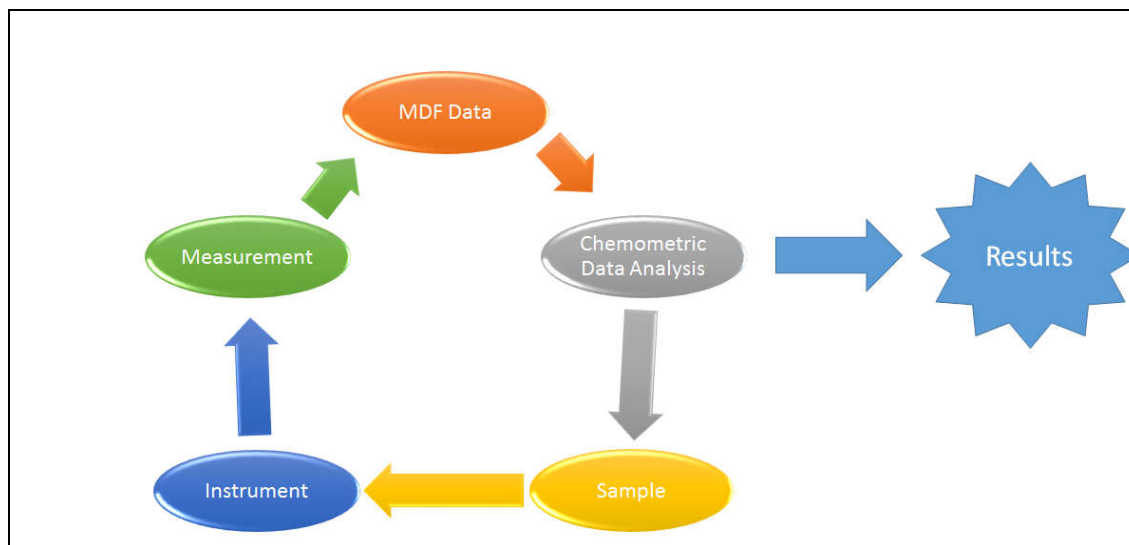 MDF Data
Measurement
Chemometric
Data Analysis
Results
Instrument
Sample